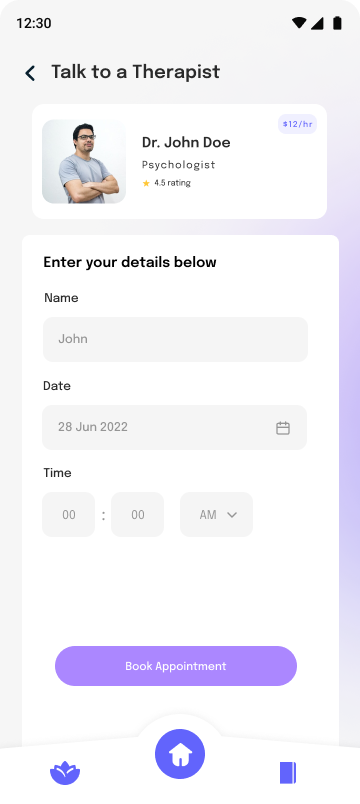 12:30
Talk to a Therapist
$12/hr
Dr. John Doe
Psychologist
4.5 rating
Enter your details below
Name
John
Date
28 Jun 2022
Time
00 : 00 AM
Book Appointment